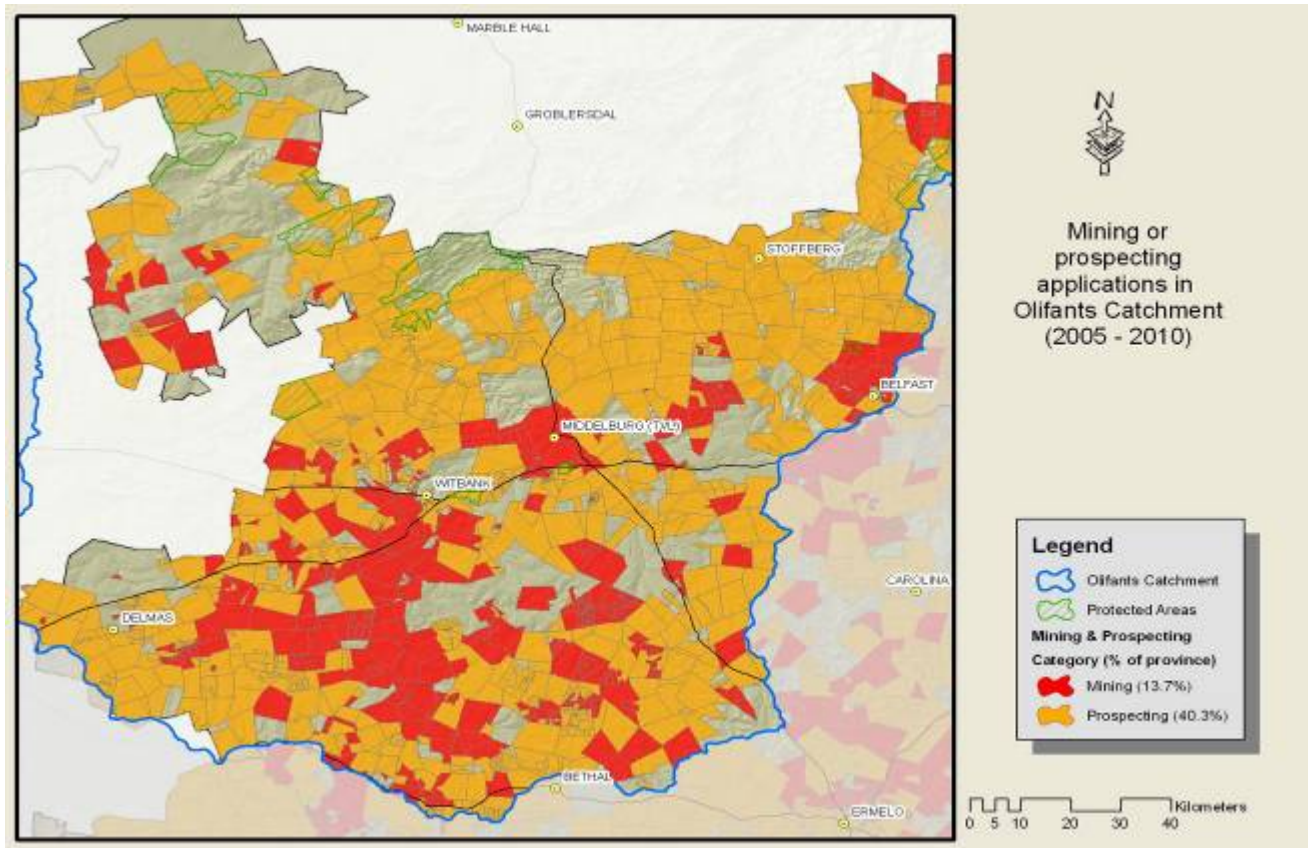 MARBLE HALL
GROBLERSDAL
STOFFBERG
BELFAST
MIDDELBURG (TVL)
WITBANK
CAROLINA
DELMAS
BETHAL
ERMELO
N
Mining or
prospecting
applications in
Olifants Catchment
(2005 - 2010)
Legend
Olifants Catchment
Protected Areas
Mining & Prospecting
Category (% of province)
Mining (13.7%)
Prospecting (40.3%)
Kilometers
0 5 10 20 30 40